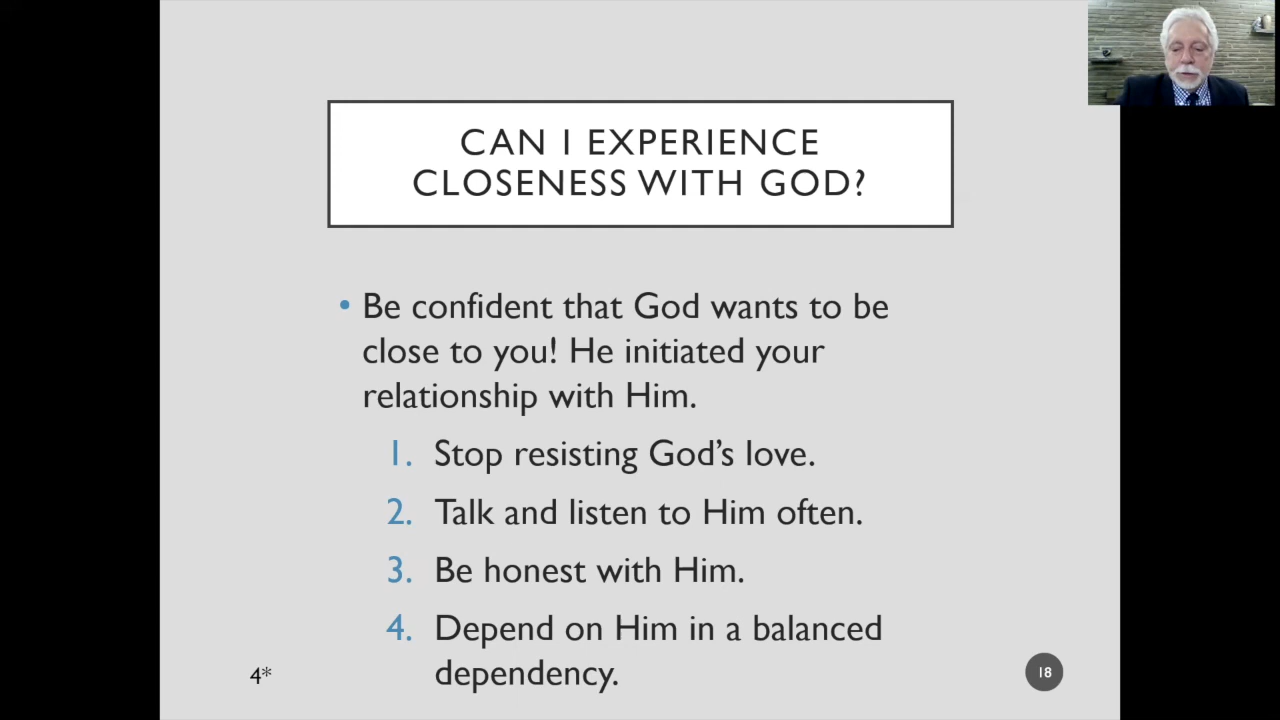 CAN I EXPERIENCE
CLOSENESS WITH GOD?
• Be confident that God wants to be
close to you! He initiated your
relationship with Him.
1. Stop resisting God’s love.
2. Talk and listen to Him often.
3. Be honest with Him.
4. Depend on Him in a balanced
dependency.
4*
18